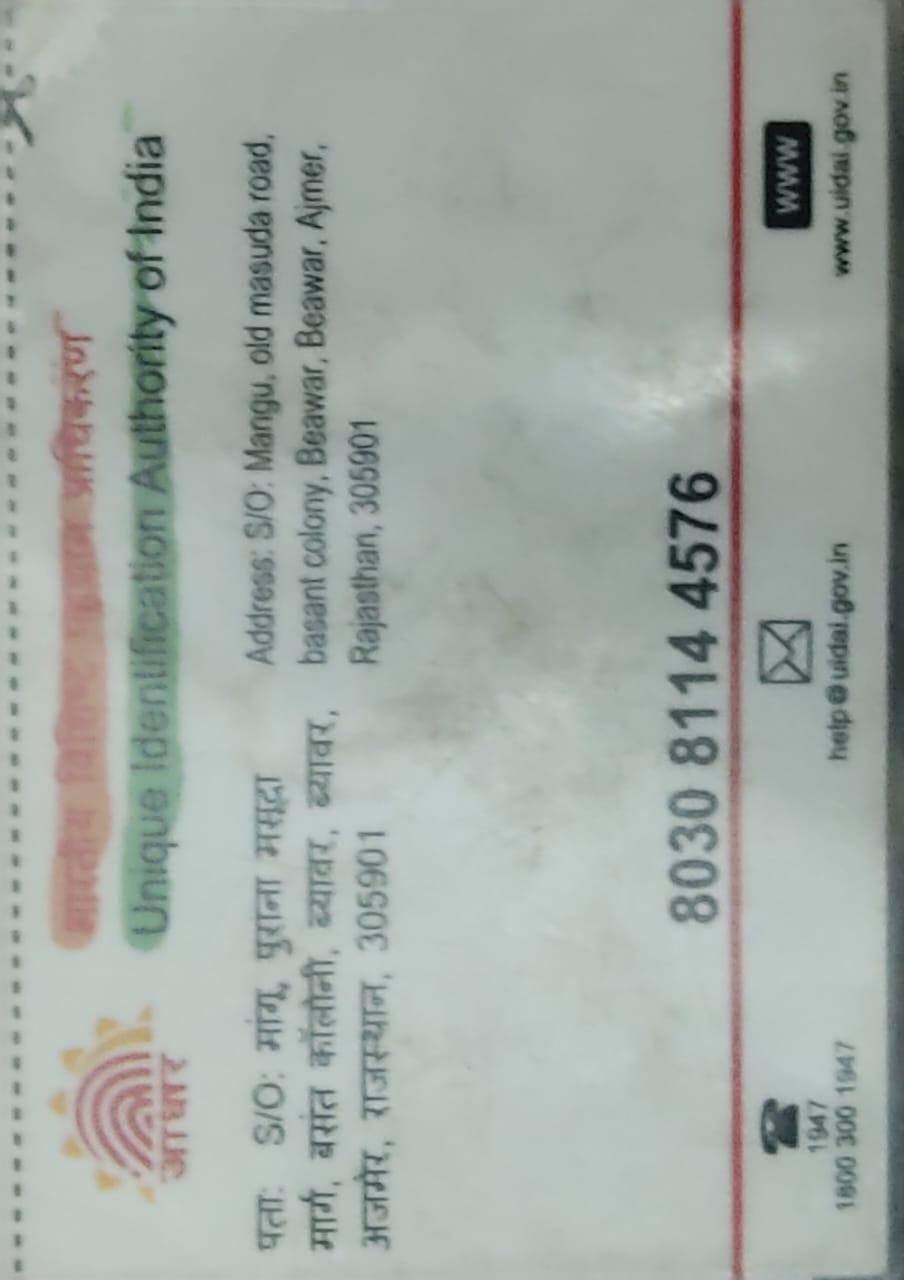 भारतीय विशिष्ट पहचान प्राधिकरण
Unique Identification Authority of India
आधार
पता: S/O: मांगू, पुराना मसूदा
मार्ग, बसंत कॉलोनी, ब्यावर, ब्यावर,
अजमेर, राजस्थान, 305901
Address: S/O: Mangu, old masuda road,
basant colony, Beawar, Beawar, Ajmer,
Rajasthan, 305901
8030 8114 4576
1947
1800 300 1947
help@uidai.gov.in
WWW
www.uidai.gov.in